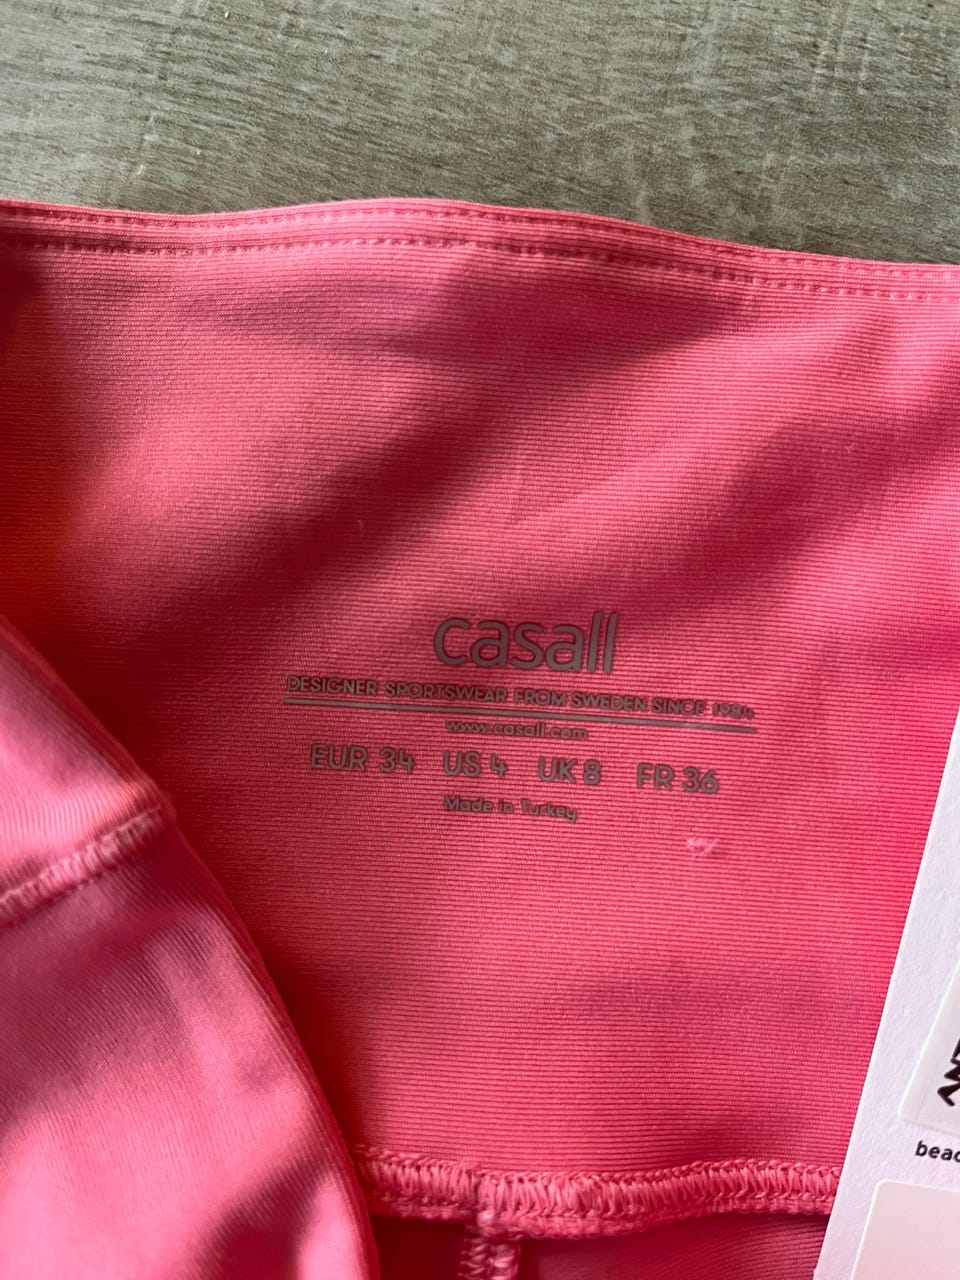 casall
DESIGNER SPORTSWEAR FROM SWEDEN SINCE 1984
www.casall.com
EUR 34 US 4 UK 8 FR 36
Made in Turkey